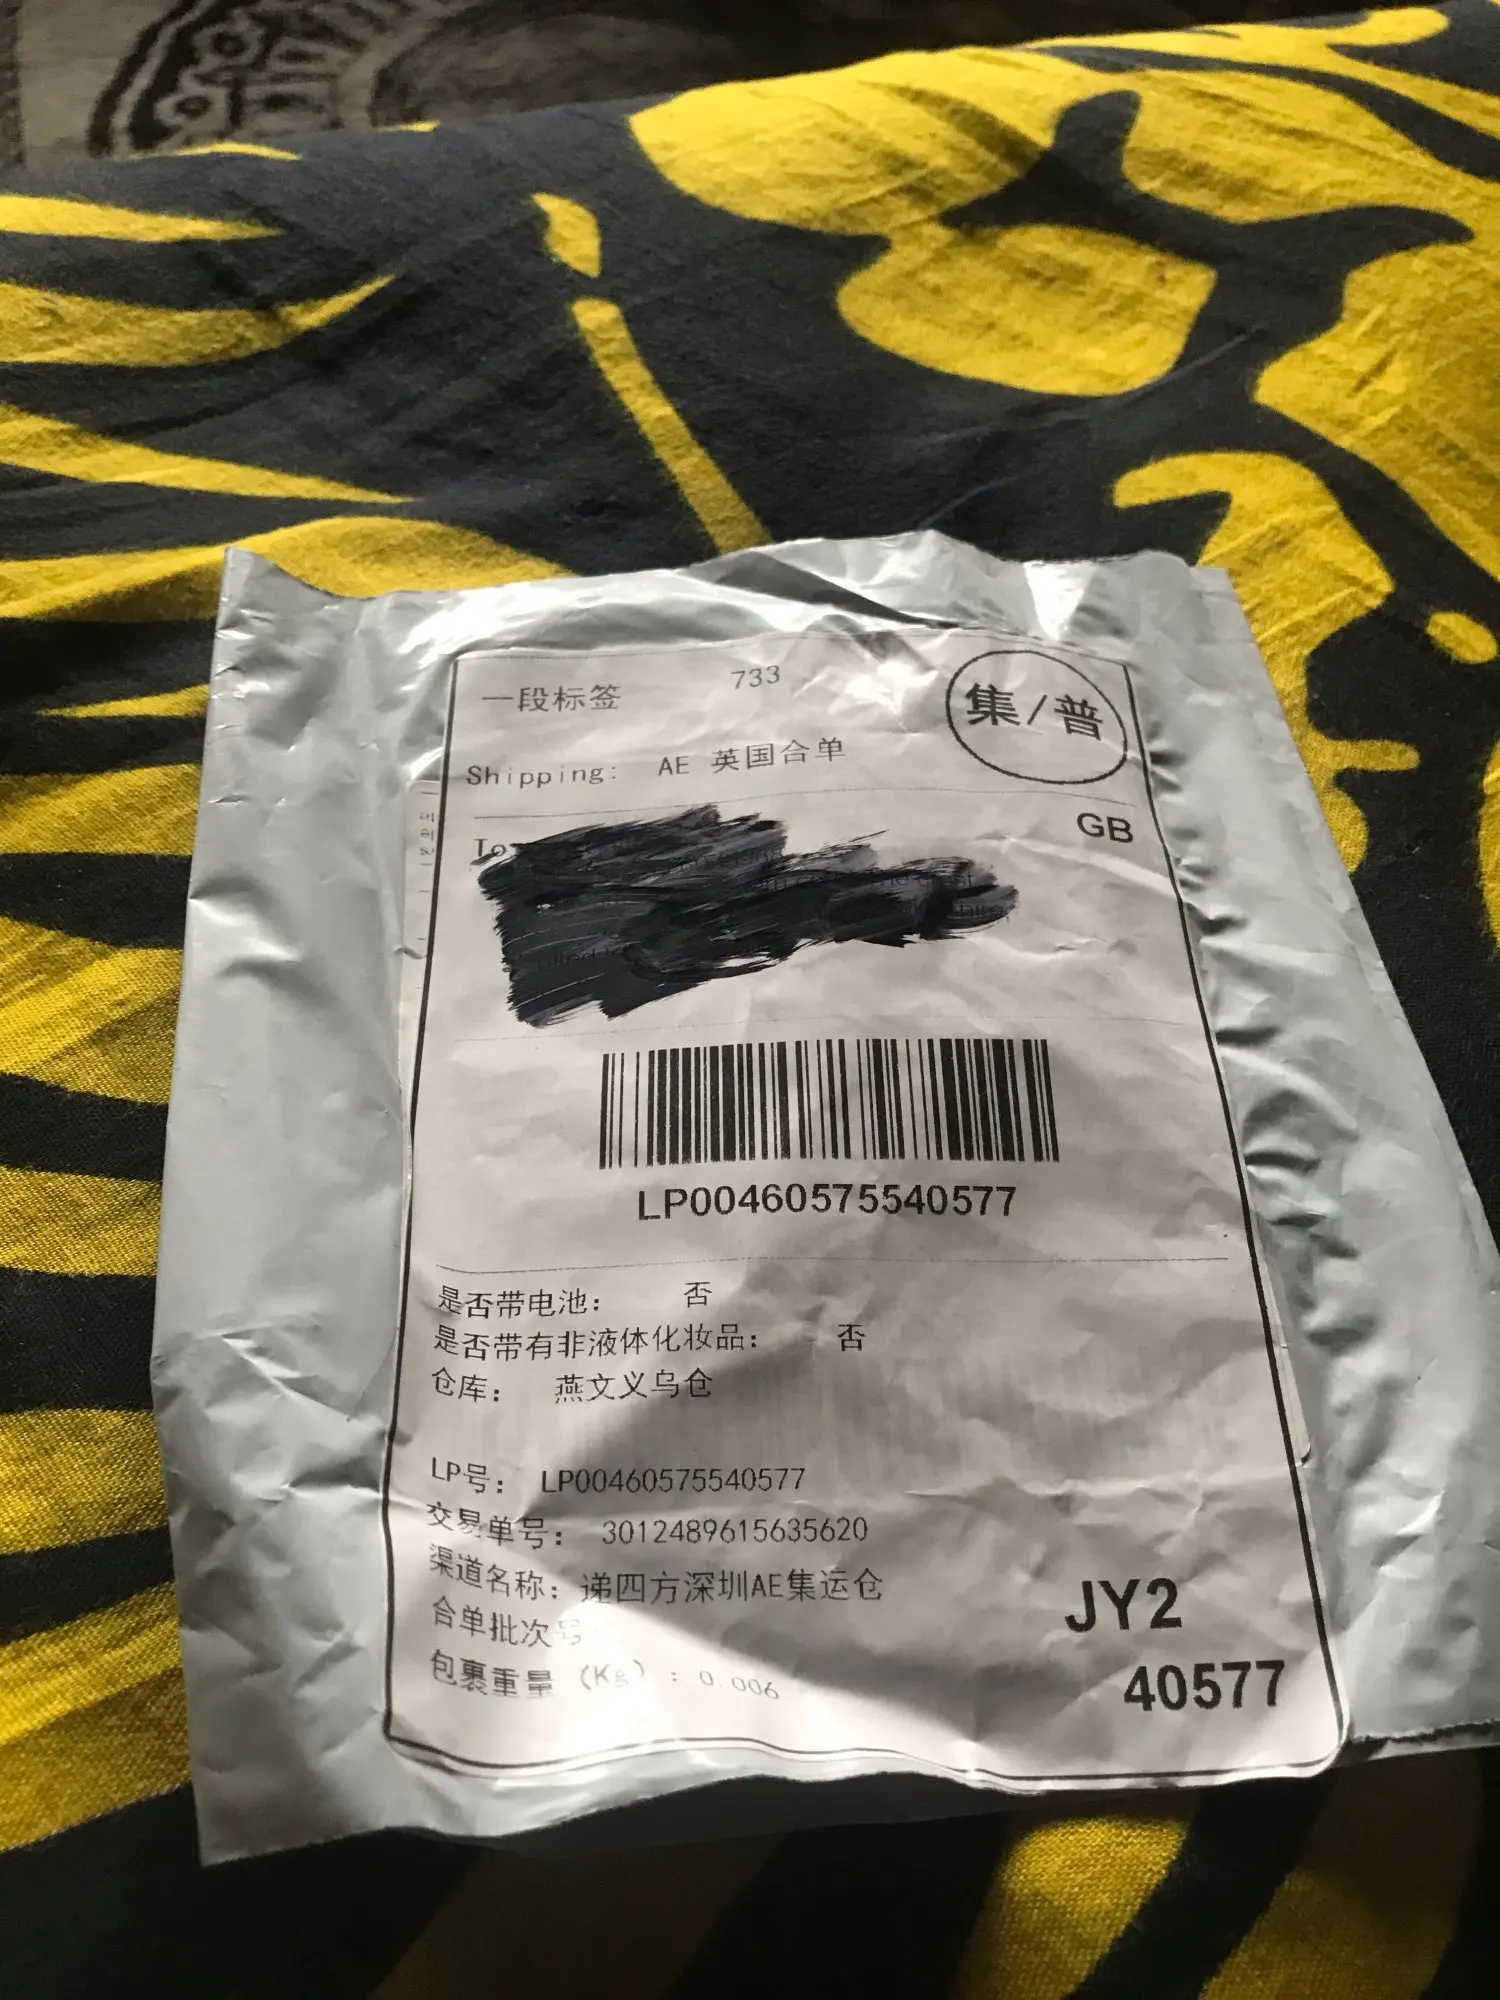 一段标签 733
集/普
Shipping: AE 英国合单
GB
To
LP00460575540577
是否带电池： 否
是否带有非液体化妆品： 否
仓库： 燕文义乌仓
LP号： LP00460575540577
交易单号： 3012489615635620
渠道名称： 递四方深圳AE集运仓
合单批次号
包裹重量 (Kg) : 0.006
JY2
40577